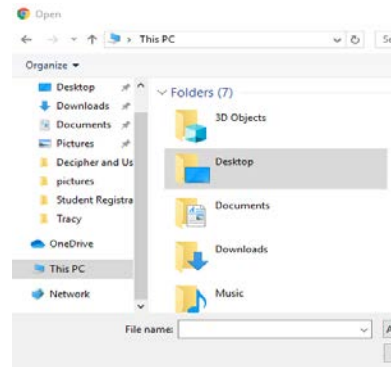 Open
This PC
Se
Organize
Desktop
Downloads
Documents
Pictures
Decipher and Us
pictures
Student Registra
Tracy
OneDrive
This PC
Network
Folders (7)
3D Objects
Desktop
Documents
Downloads
Music
File name:
A